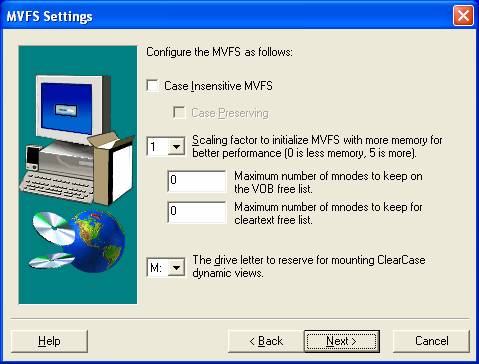 MVFS Settings
Configure the MVFS as follows:
Case Insensitive MVFS
Case Preserving
1
Scaling factor to initialize MVFS with more memory for
better performance (0 is less memory, 5 is more).
0
Maximum number of mnodes to keep on
the VOB free list.
0
Maximum number of mnodes to keep for
cleartext free list.
M:
The drive letter to reserve for mounting ClearCase
dynamic views.
Help
< Back
Next >
Cancel